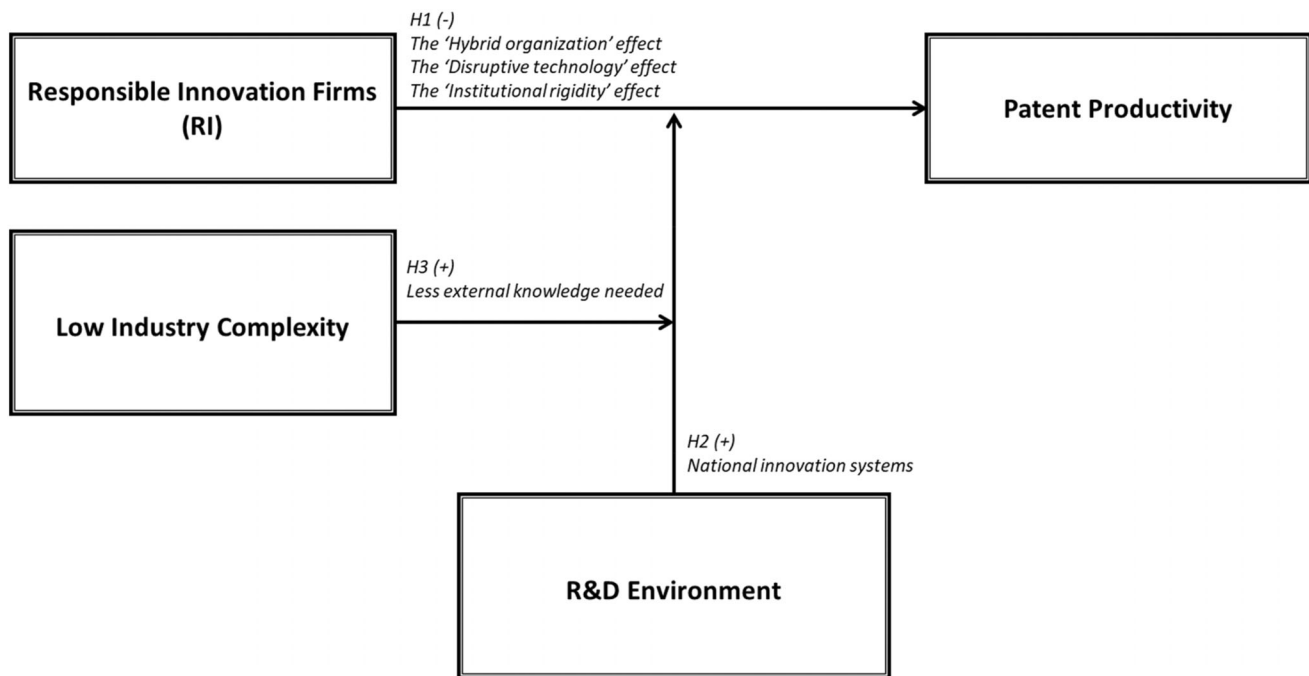 H1 (-)
The ‘Hybrid organization’ effect
The ‘Disruptive technology’ effect
The ‘Institutional rigidity’ effect
Responsible Innovation Firms
(RI)
Patent Productivity
H3 (+)
Less external knowledge needed
Low Industry Complexity
H2 (+)
National innovation systems
R&D Environment